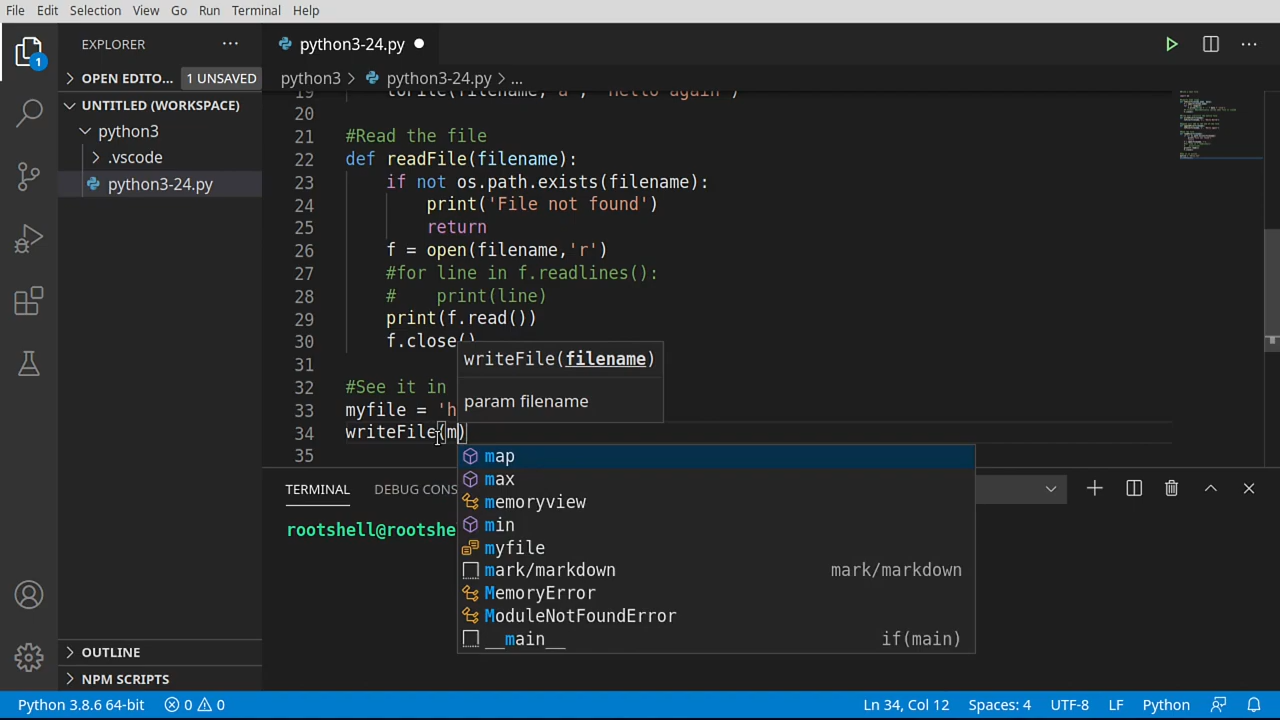 File Edit Selection View Go Run Terminal Help
EXPLORER
python3-24.py
1
OPEN EDITO... 1 UNSAVED
python3 > python3-24.py > ...
UNTITLED (WORKSPACE)
python3
.vscode
python3-24.py
20
21 #Read the file
22 def readFile(filename):
23 if not os.path.exists(filename):
24 print('File not found')
25 return
26 f = open(filename,'r')
27 #for line in f.readlines():
28 # print(line)
29 print(f.read())
30 f.close()
31
writeFile(filename)
param filename
32 #See it in
33 myfile = 'h
34 writeFile(m)
35
map
max
memoryview
min
myfile
mark/markdown mark/markdown
MemoryError
ModuleNotFoundError
__main__ if(main)
TERMINAL DEBUG CONS
rootshell@rootshe
OUTLINE
NPM SCRIPTS
Python 3.8.6 64-bit 0 0 Ln 34, Col 12 Spaces: 4 UTF-8 LF Python